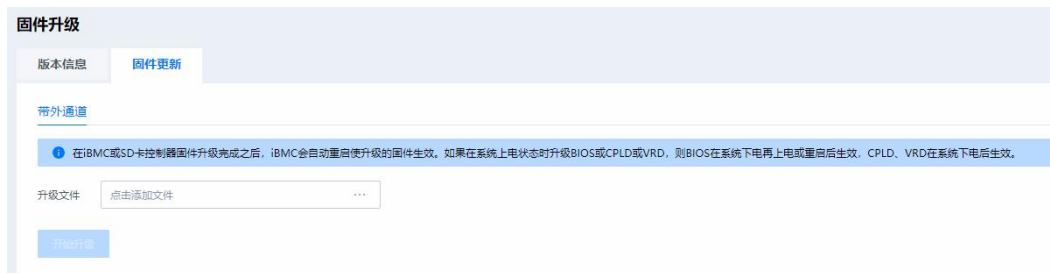 固件升级
版本信息 固件更新
带外通道
在iBMC或SD卡控制器固件升级完成之后，iBMC会自动重启使升级的固件生效。如果在系统上电状态时升级BIOS或CPLD或VRD，则BIOS在系统下电再上电或重启后生效，CPLD、VRD在系统下电后生效。
升级文件 点击添加文件 ...
开始升级